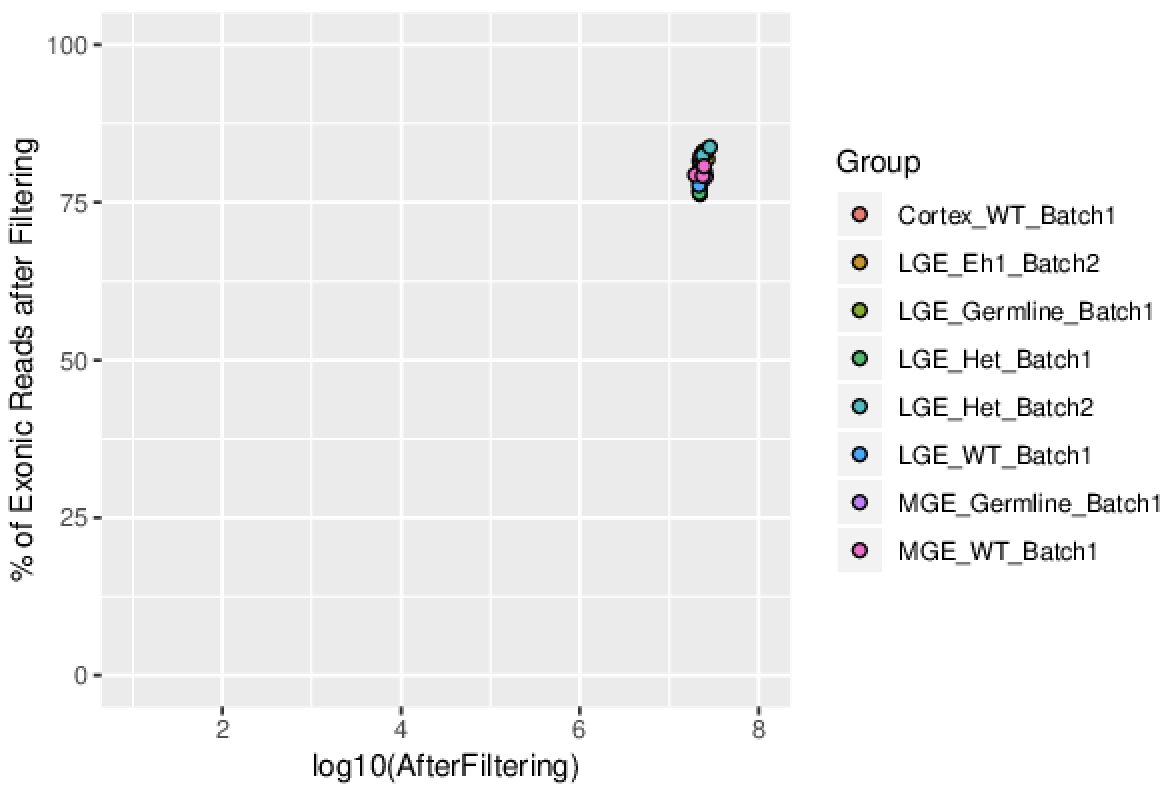 % of Exonic Reads after Filtering
100
75
50
25
0
2 4 6 8
log10(AfterFiltering)
Group
Cortex_WT_Batch1
LGE_Eh1_Batch2
LGE_Germline_Batch1
LGE_Het_Batch1
LGE_Het_Batch2
LGE_WT_Batch1
MGE_Germline_Batch1
MGE_WT_Batch1